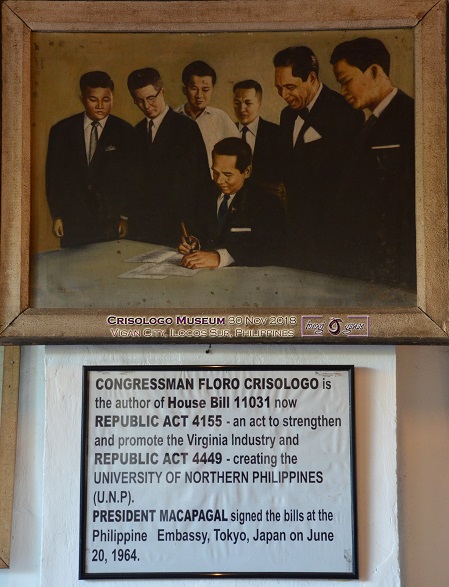 CRISOLOGO MUSEUM 30 NOV 2018
VIGAN CITY, ILOCOS SUR, PHILIPPINES
CONGRESSMAN FLORO CRISOLOGO is
the author of House Bill 11031 now
REPUBLIC ACT 4155 - an act to strengthen
and promote the Virginia Industry and
REPUBLIC ACT 4449 - creating the
UNIVERSITY OF NORTHERN PHILIPPINES
(U.N.P).
PRESIDENT MACAPAGAL signed the bills at the
Philippine Embassy, Tokyo, Japan on June
20, 1964.